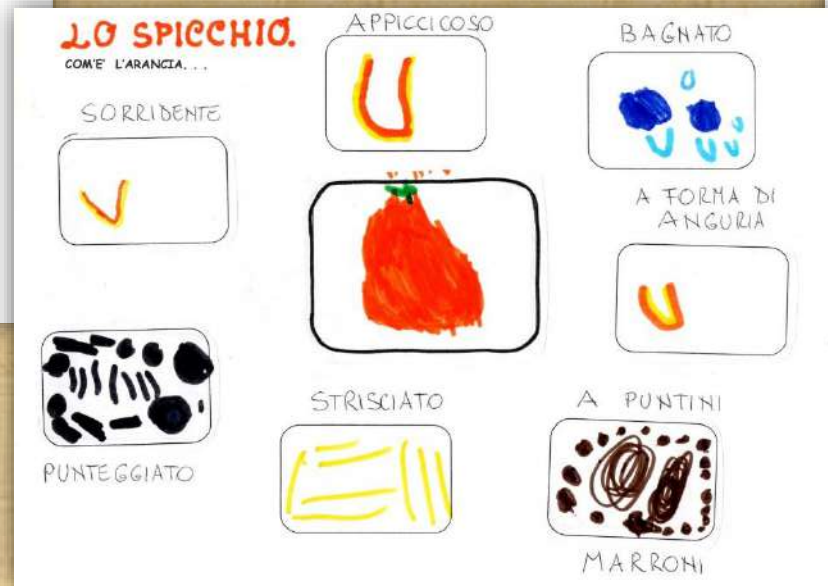 LO SPICCHIO.
COM'E' L'ARANCIA...
APPICCICOSO
BAGNATO
SORRIDENTE
A FORMA DI
ANGURIA
PUNTEGGIATO
STRISCIATO
A PUNTINI
MARRONI